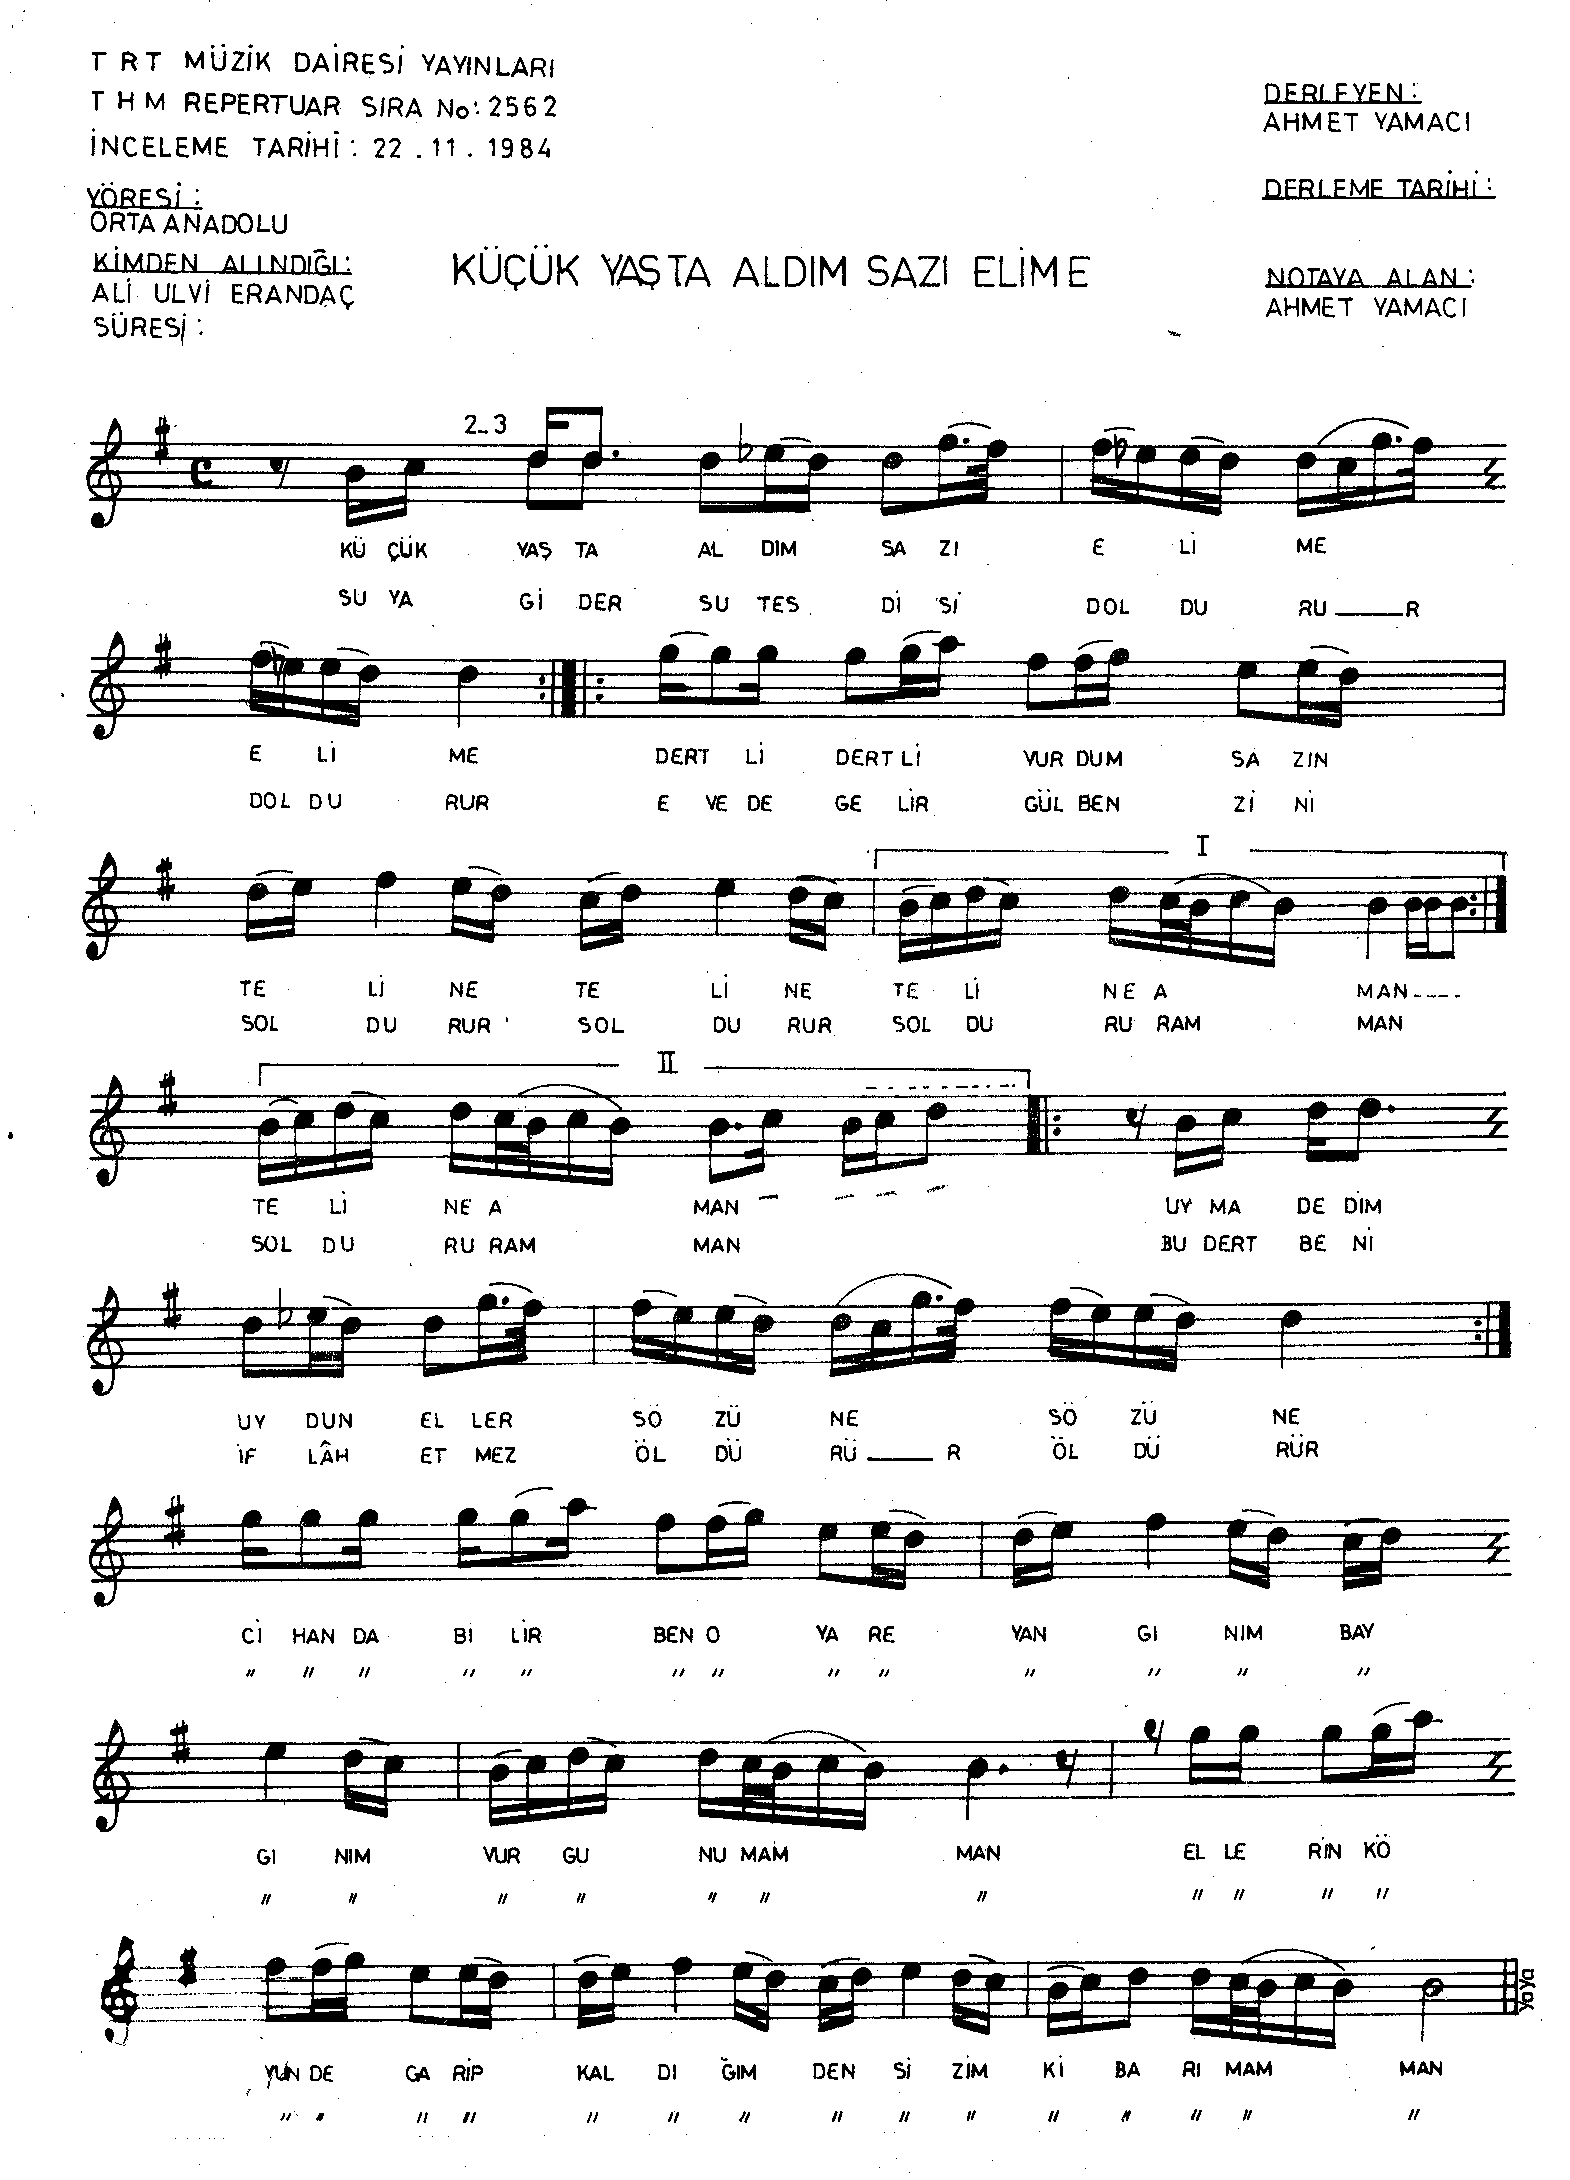 TRT MÜZİK DAİRESİ YAYINLARI
THM REPERTUAR SIRA No: 2562
İNCELEME TARİHİ: 22.11.1984
YÖRESİ:
ORTA ANADOLU
KİMDEN ALINDIĞI:
ALİ ULVİ ERANDAÇ
SÜRESİ:
KÜÇÜK YAŞTA ALDIM SAZI ELİME
DERLEYEN:
AHMET YAMACI
DERLEME TARİHİ:
NOTAYA ALAN:
AHMET YAMACI
2_3
KÜ ÇÜK YAŞ TA AL DIM SA ZI E Lİ ME
SU YA Gİ DER SU TES Dİ Sİ DOL DU RU____R
E Lİ ME DERT Lİ DERT Lİ VUR DUM SA ZIN
DOL DU RUR E VE DE GE LİR GÜL BEN Zİ Nİ
I
TE Lİ NE TE Lİ NE TE Lİ NE A MAN----
SOL DU RUR SOL DU RUR SOL DU RU RAM MAN
II
TE Lİ NE A MAN _ _ _ _ UY MA DE DİM
SOL DU RU RAM MAN BU DERT BE Nİ
UY DUN EL LER SÖ ZÜ NE SÖ ZÜ NE
İF LÂH ET MEZ ÖL DÜ RÜ____R ÖL DÜ RÜR
Cİ HAN DA Bİ LİR BEN O YA RE YAN GI NIM BAY
" " " " " " " " " " " " "
GI NIM VUR GU NU MAM MAN EL LE RİN KÖ
" " " " " " " " " " "
YÜN DE GA RİP KAL DI ĞIM DEN Sİ ZİM Kİ BA RI MAM MAN
" " " " " " " " " " " " " " "
YaYa